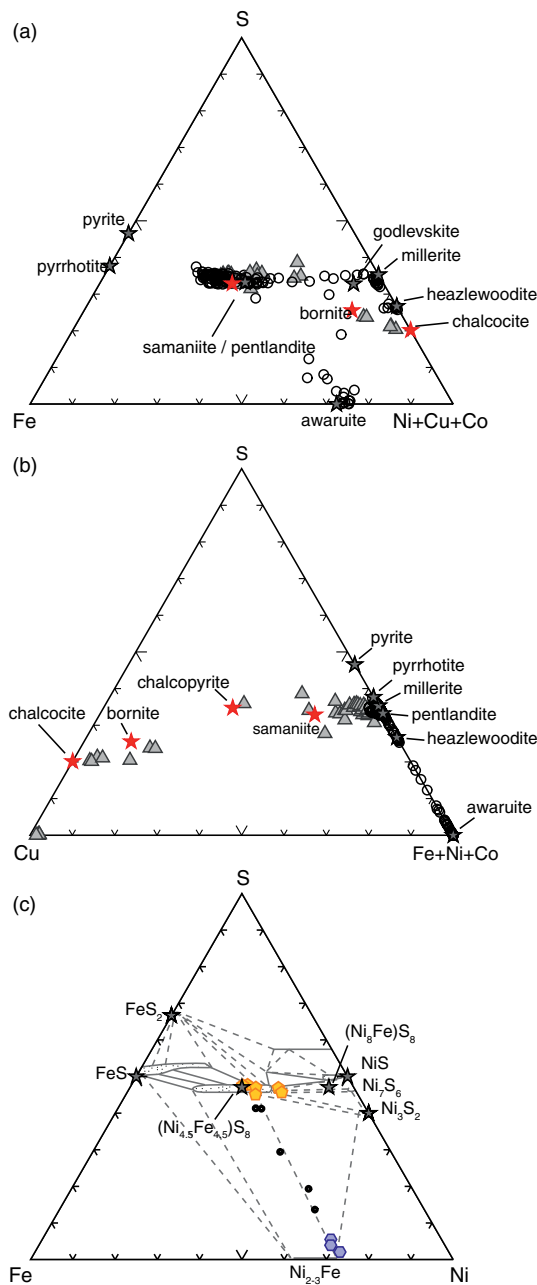 (a)
S
pyrite
pyrrhotite
godlevskite
millerite
heazlewoodite
bornite
chalcocite
samaniite / pentlandite
awaruite
Fe
Ni+Cu+Co
(b)
S
pyrite
pyrrhotite
chalcopyrite
millerite
chalcocite
bornite
samaniite
pentlandite
heazlewoodite
awaruite
Cu
Fe+Ni+Co
(c)
S
FeS₂
(Ni₈Fe)S₈
FeS
NiS
Ni₇S₆
Ni₃S₂
(Ni₄.₅Fe₄.₅)S₈
Fe
Ni₂₋₃Fe
Ni